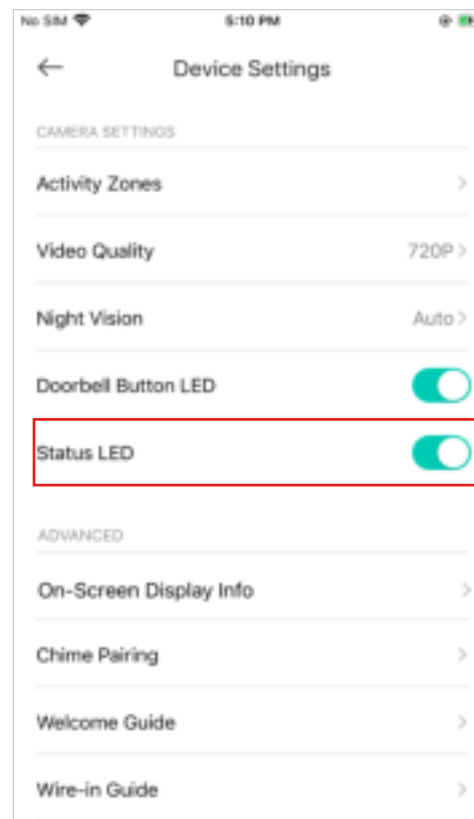 No SIM 5:10 PM
Device Settings
CAMERA SETTINGS
Activity Zones
Video Quality 720P
Night Vision Auto
Doorbell Button LED
Status LED
ADVANCED
On-Screen Display Info
Chime Pairing
Welcome Guide
Wire-in Guide